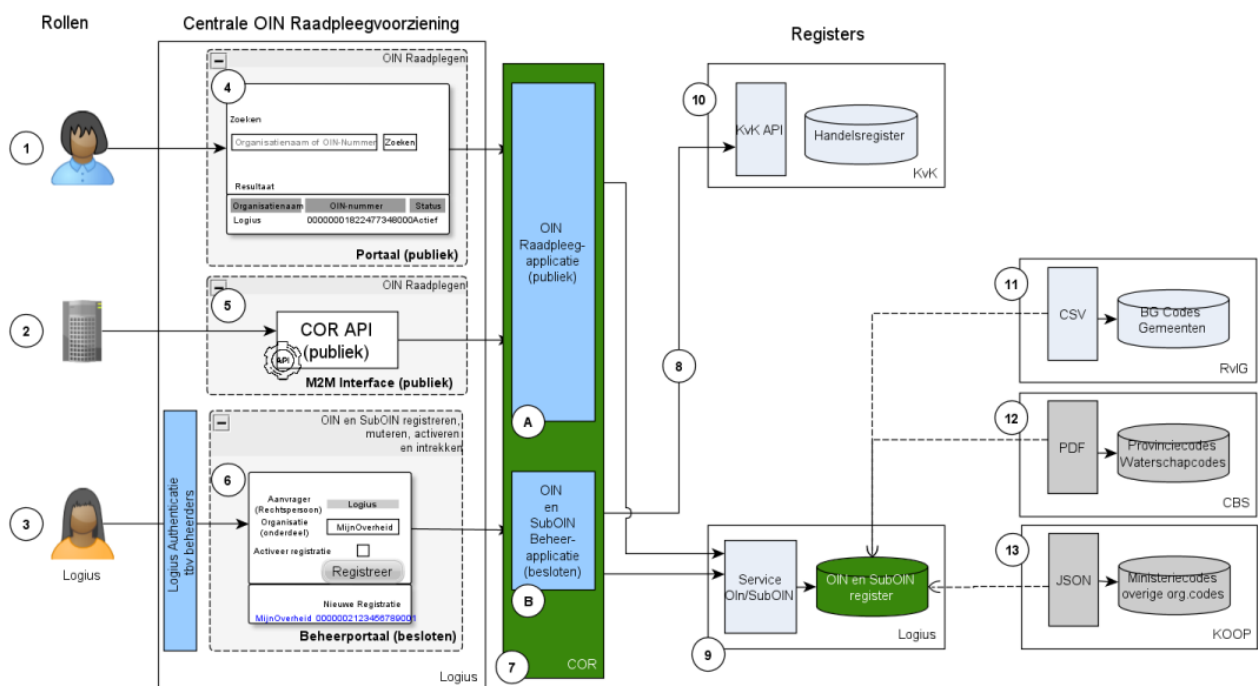 Rollen
Centrale OIN Raadpleegvoorziening
Registers
OIN Raadplegen
4
Zoeken
Organisatienaam of OIN-Nummer
Zoeken
Resultaat
Organisatienaam
OIN-nummer
Status
Logius
00000001822477348000
Actief
Portaal (publiek)
1
OIN Raadplegen
5
COR API
(publiek)
API
M2M Interface (publiek)
2
OIN en SubOIN registreren,
muteren, activeren
en intrekken
6
Aanvrager
(Rechtspersoon)
Logius
Organisatie
(onderdeel)
MijnOverheid
Activeer registratie
Registreer
Nieuwe Registratie
MijnOverheid 0000002123466789001
Beheerportaal (besloten)
3
Logius
Logius Authenticatie
tbv beheerders
Logius
OIN
Raadpleeg-
applicatie
(publiek)
A
OIN
en
SubOIN
Beheer-
applicatie
(besloten)
B
7
COR
8
10
KvK API
Handelsregister
KvK
Service
OIn/SubOIN
OIN en SubOIN
register
Logius
9
11
CSV
BG Codes
Gemeenten
RvIG
12
PDF
Provinciecodes
Waterschapcodes
CBS
13
JSON
Ministeriecodes
overige org.codes
KOOP